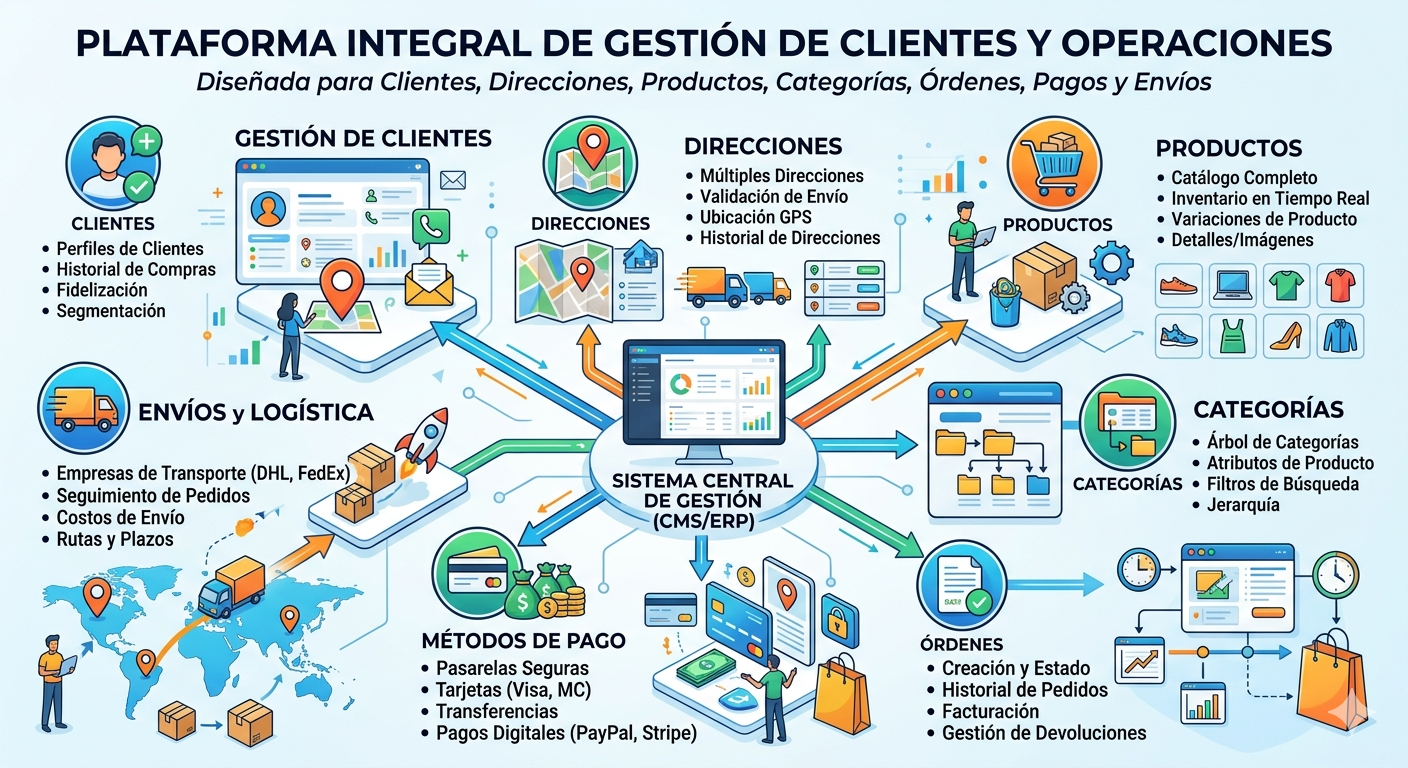 PLATAFORMA INTEGRAL DE GESTIÓN DE CLIENTES Y OPERACIONES
Diseñada para Clientes, Direcciones, Productos, Categorías, Órdenes, Pagos y Envíos
CLIENTES
• Perfiles de Clientes
• Historial de Compras
• Fidelización
• Segmentación
GESTIÓN DE CLIENTES
DIRECCIONES
DIRECCIONES
• Múltiples Direcciones
• Validación de Envío
• Ubicación GPS
• Historial de Direcciones
PRODUCTOS
PRODUCTOS
• Catálogo Completo
• Inventario en Tiempo Real
• Variaciones de Producto
• Detalles/Imágenes
ENVÍOS y LOGÍSTICA
• Empresas de Transporte (DHL, FedEx)
• Seguimiento de Pedidos
• Costos de Envío
• Rutas y Plazos
SISTEMA CENTRAL
DE GESTIÓN
(CMS/ERP)
CATEGORÍAS
CATEGORÍAS
• Árbol de Categorías
• Atributos de Producto
• Filtros de Búsqueda
• Jerarquía
MÉTODOS DE PAGO
• Pasarelas Seguras
• Tarjetas (Visa, MC)
• Transferencias
• Pagos Digitales (PayPal, Stripe)
ÓRDENES
• Creación y Estado
• Historial de Pedidos
• Facturación
• Gestión de Devoluciones